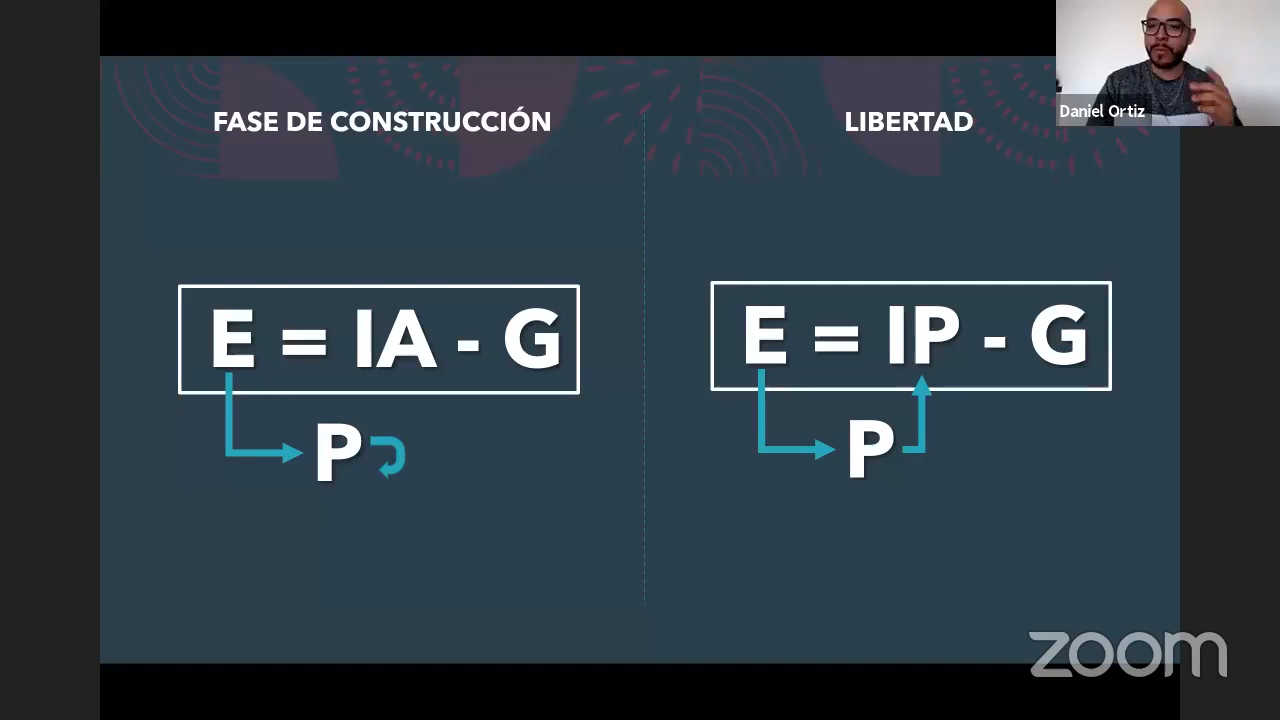 FASE DE CONSTRUCCIÓN
E = IA - G
P
LIBERTAD
E = IP - G
P
Daniel Ortiz
zoom